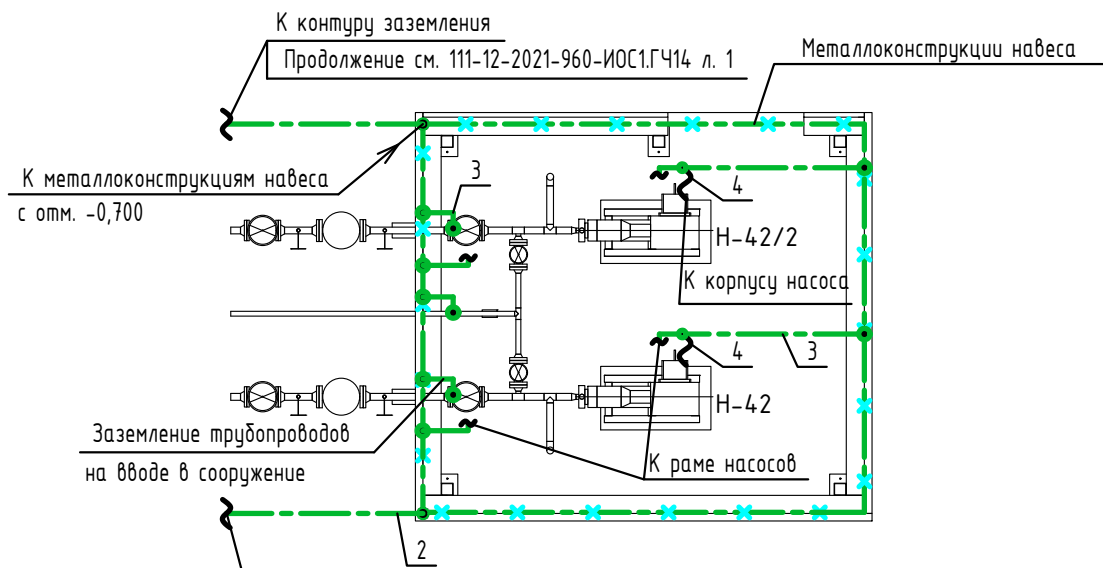 К контуру заземления
Продолжение см. 111-12-2021-960-ИОС1.ГЧ14 л. 1
Металлоконструкции навеса
К металлоконструкциям навеса
с отм. -0,700
3
4
Н-42/2
К корпусу насоса
4
3
Н-42
Заземление трубопроводов
на вводе в сооружение
К раме насосов
2